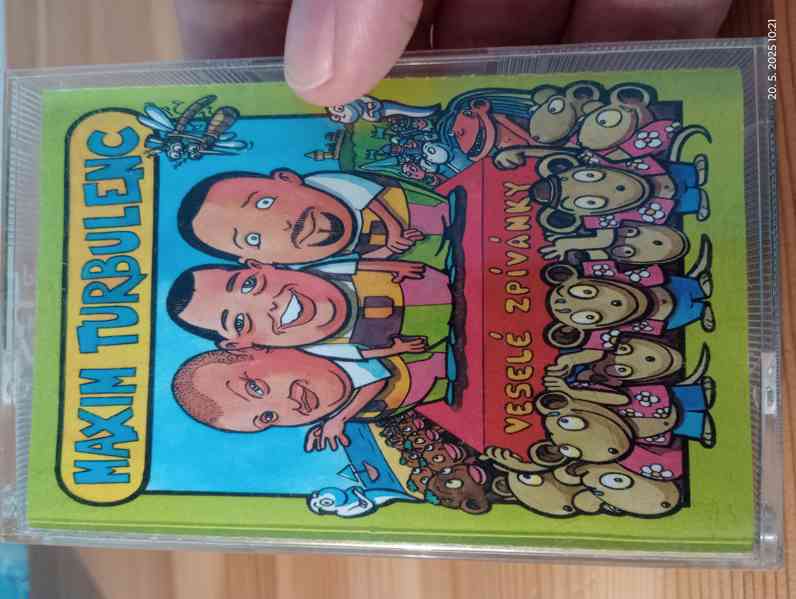 MAXIM TURBULENC
VESELÉ ZPÍVÁNKY
20. 5. 2025 10:21